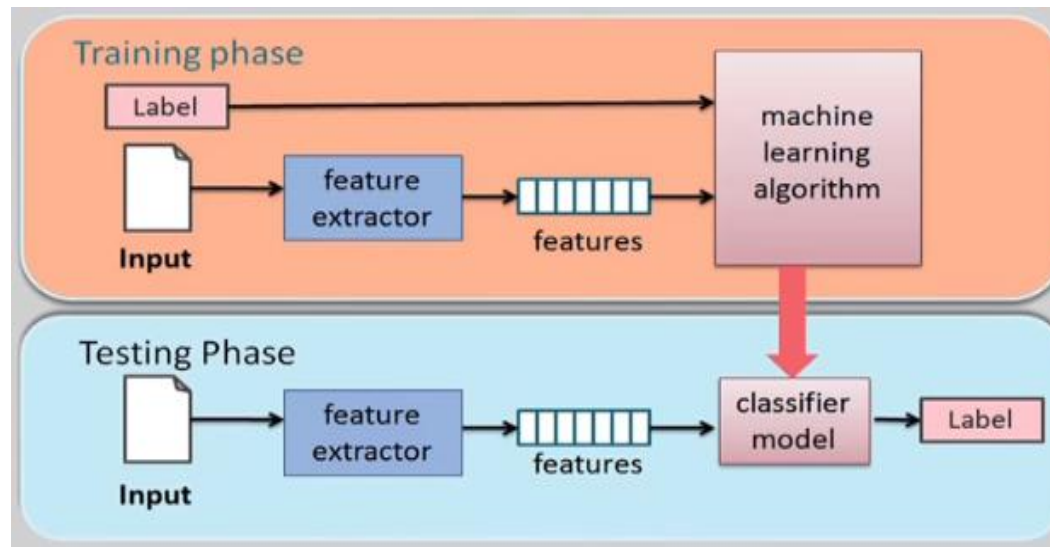 Training phase
Label
machine
learning
algorithm
feature
extractor
features
Input
Testing Phase
feature
extractor
features
classifier
model
Label
Input